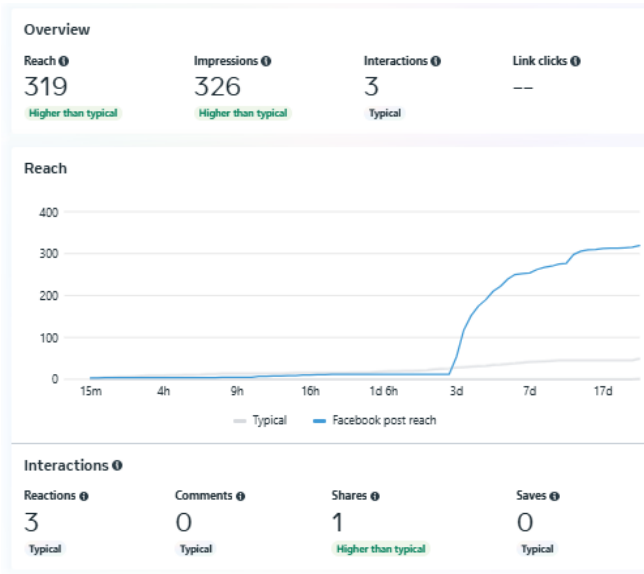 Overview
Reach Impressions Interactions Link clicks
319 326 3 --
Higher than typical Higher than typical Typical
Reach
400
300
200
100
0
15m 4h 9h 16h 1d 6h 3d 7d 17d
Typical Facebook post reach
Interactions
Reactions Comments Shares Saves
3 0 1 0
Typical Typical Higher than typical Typical